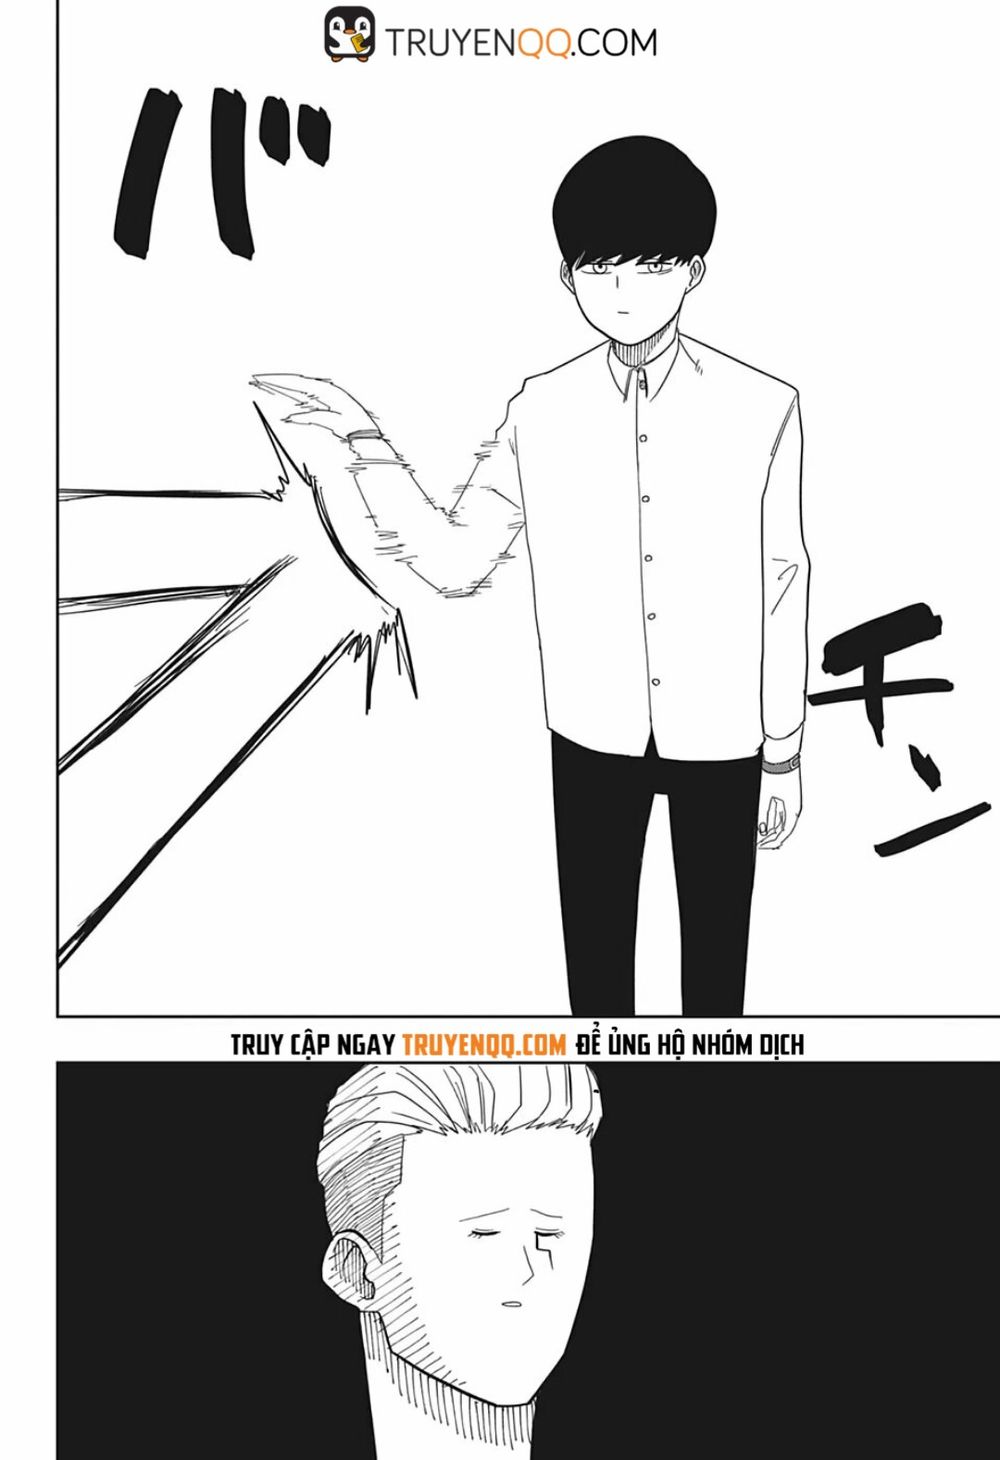 TRUYENQQ.COM
バ
チン
TRUY CẬP NGAY TRUYENQQ.COM ĐỂ ỦNG HỘ NHÓM DỊCH